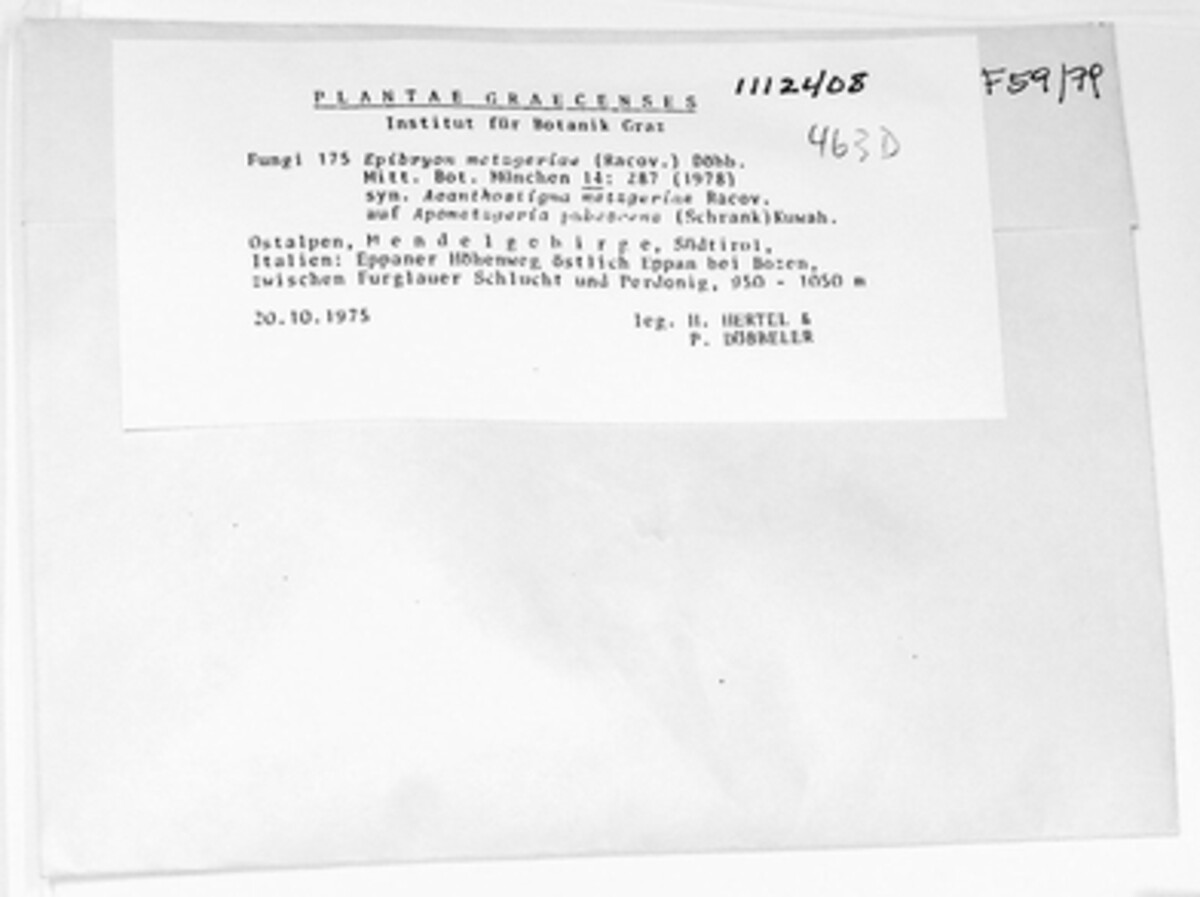 PLANTAE GRAECENSES
Institut für Botanik Graz
1112408
F59/79
463D
Fungi 175 Epibryon metzgeriae (Racov.) Döbb.
Mitt. Bot. München 14: 287 (1978)
syn. Acanthostigma metzgeriae Racov.
auf Apometzgeria pubescens (Schrank)Kuwah.
Ostalpen, Mendelgebirge, Südtirol,
Italien: Eppaner Höhenweg östlich Eppan bei Bozen,
zwischen Furglauer Schlucht und Perdonig, 950 - 1050 m
20.10.1975
leg. H. HERTEL &
P. DÖBBELER